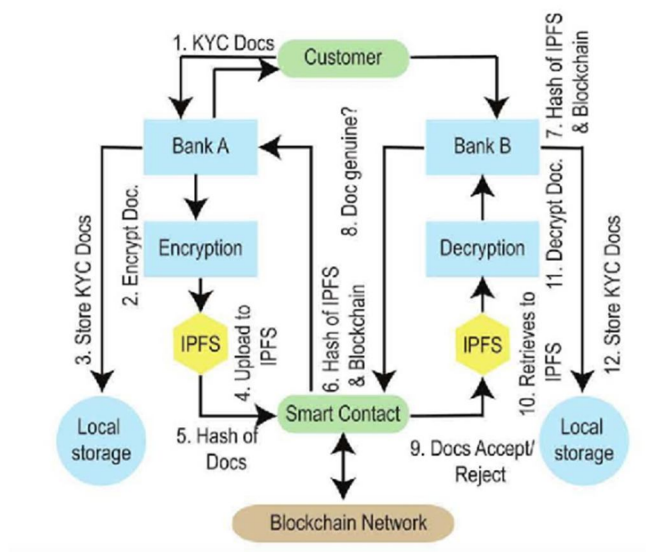 1. KYC Docs
Customer
7. Hash of IPFS
& Blockchain
Bank A
Bank B
8. Doc genuine?
2. Encrypt Doc.
3. Store KYC Docs
Encryption
Decryption
11. Decrypt Doc.
12. Store KYC Docs
IPFS
4. Upload to
IPFS
6. Hash of IPFS
& Blockchain
IPFS
10. Retrieves to
IPFS
Local
storage
5. Hash of
Docs
Smart Contact
9. Docs Accept/
Reject
Local
storage
Blockchain Network